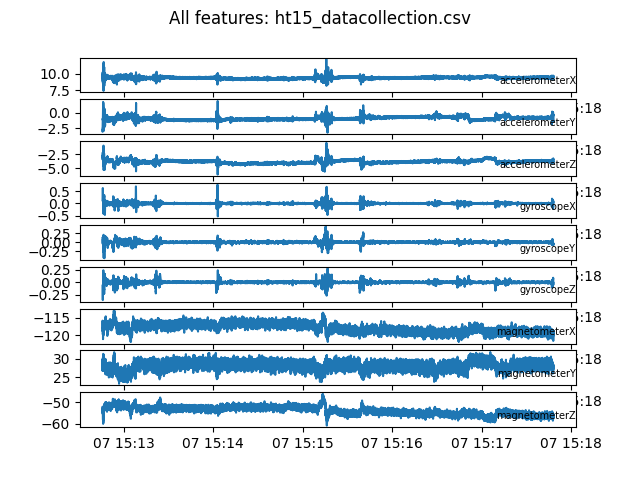 All features: ht15_datacollection.csv
10.0
7.5
accelerometerX
0.0
−2.5
accelerometerY
5:18
−2.5
−5.0
accelerometerZ
5:18
0.5
0.0
−0.5
gyroscopeX
5:18
0.25
0.00
−0.25
gyroscopeY
5:18
0.25
0.00
−0.25
gyroscopeZ
5:18
−115
−120
magnetometerX
5:18
30
25
magnetometerY
5:18
−50
−60
magnetometerZ
5:18
07 15:13 07 15:14 07 15:15 07 15:16 07 15:17 07 15:18